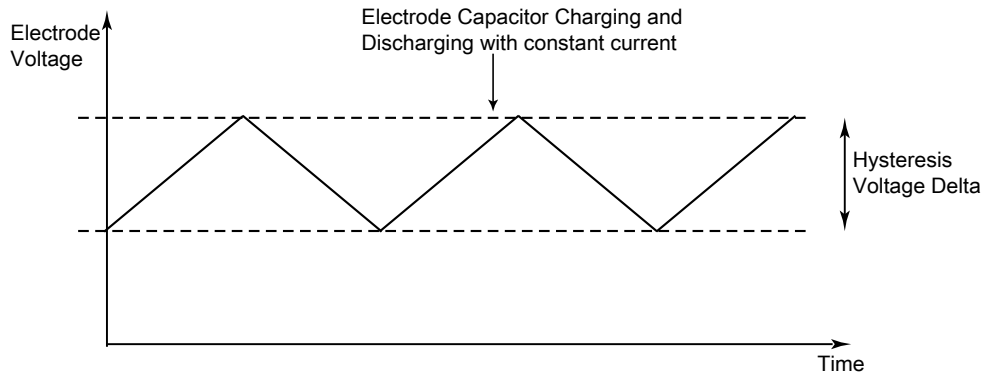 Electrode
Voltage
Electrode Capacitor Charging and
Discharging with constant current
Hysteresis
Voltage Delta
Time